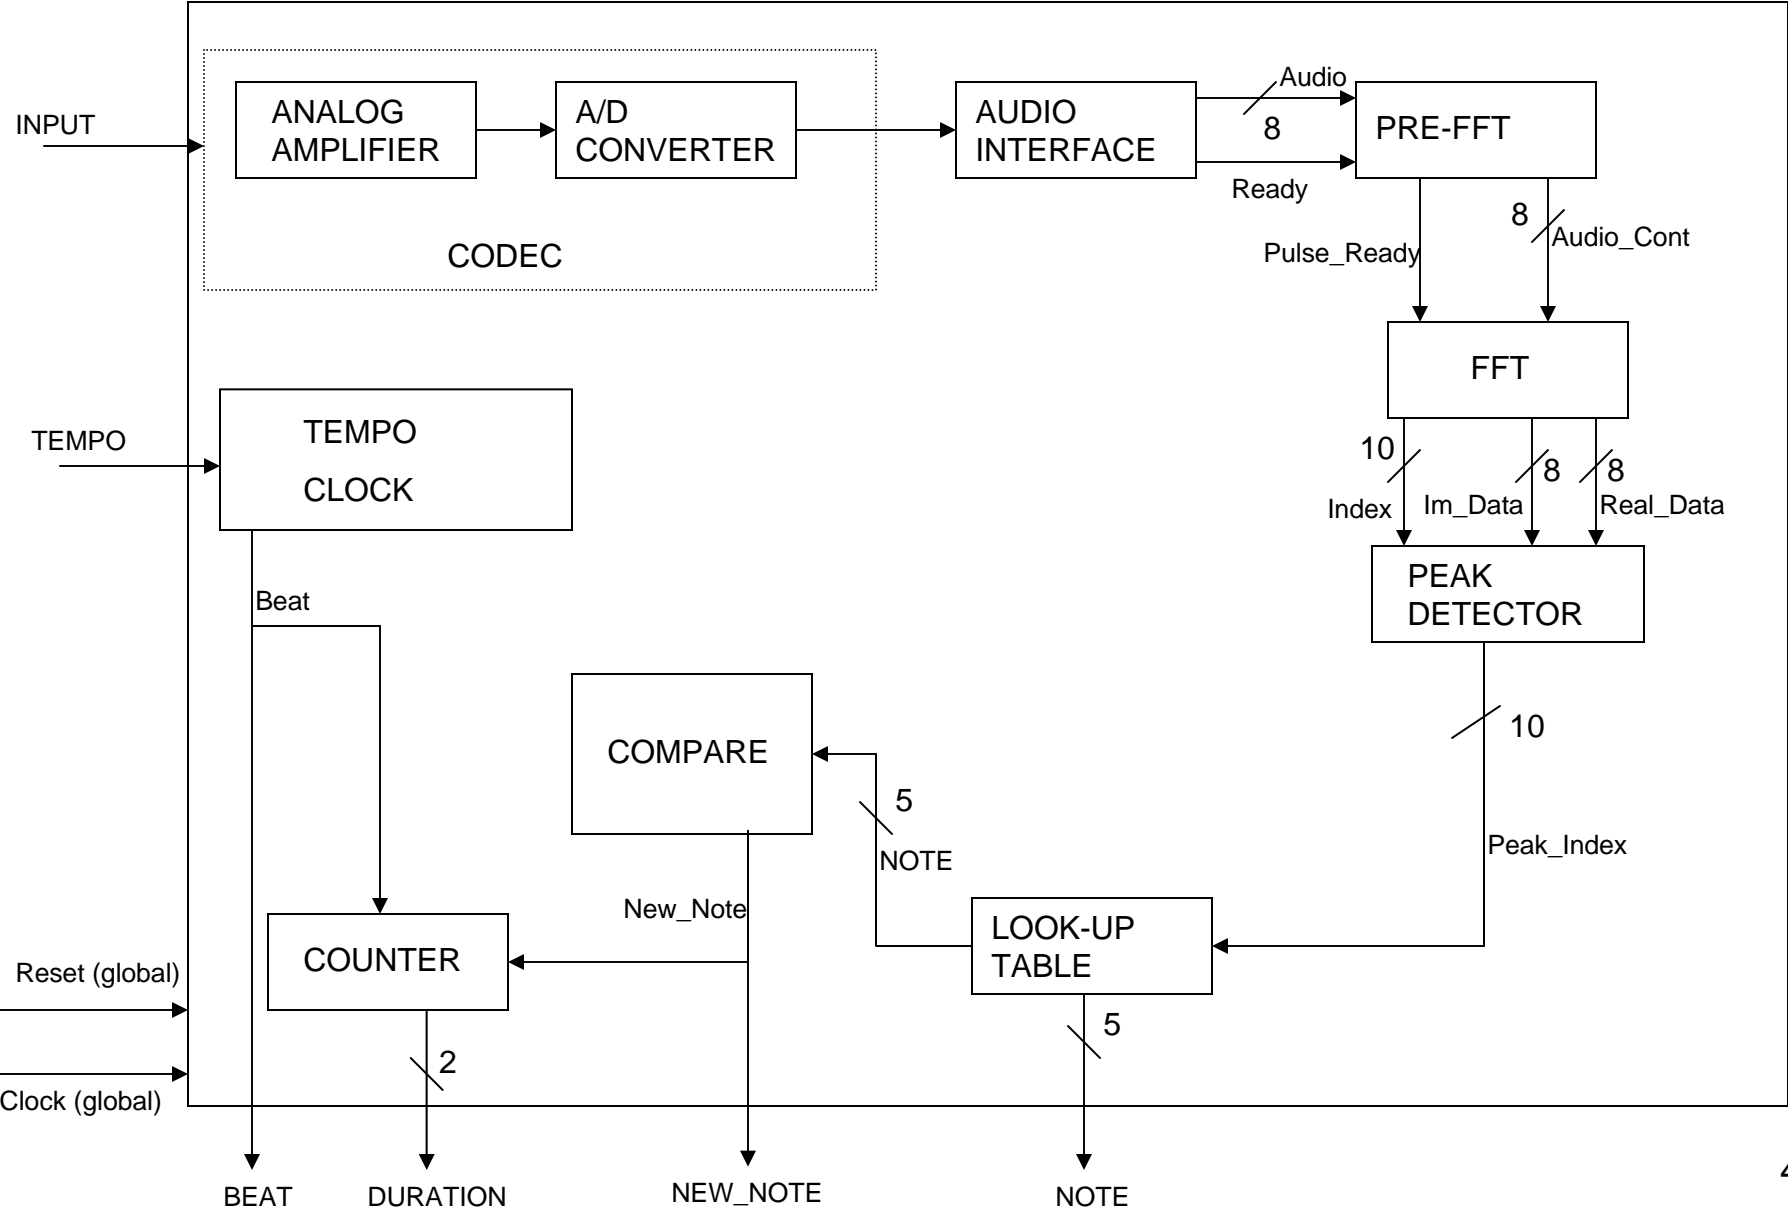 INPUT
ANALOG
AMPLIFIER
A/D
CONVERTER
CODEC
AUDIO
INTERFACE
Audio
8
Ready
PRE-FFT
Pulse_Ready
8
Audio_Cont
FFT
10
8
8
Index
Im_Data
Real_Data
TEMPO
TEMPO
CLOCK
Beat
PEAK
DETECTOR
10
Peak_Index
COMPARE
5
NOTE
New_Note
LOOK-UP
TABLE
COUNTER
Reset (global)
Clock (global)
2
5
BEAT
DURATION
NEW_NOTE
NOTE